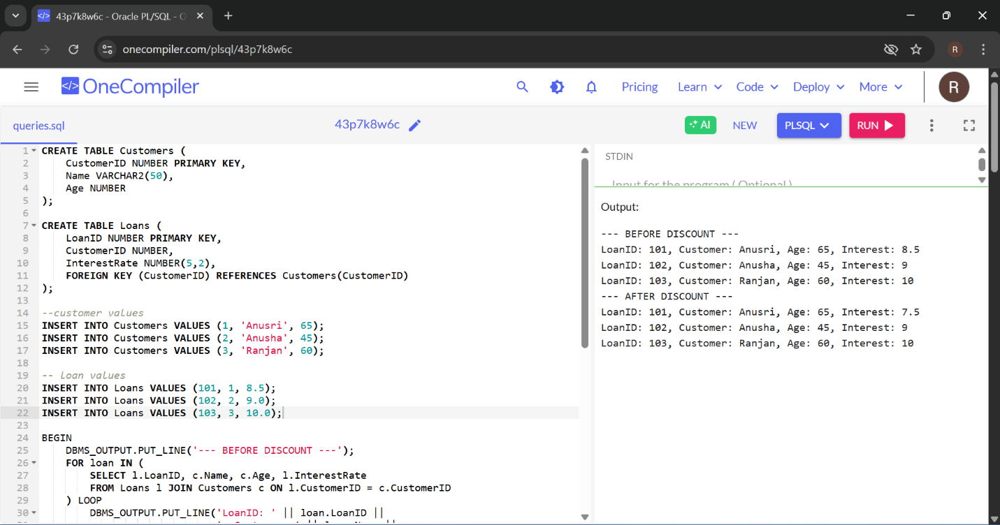 43p7k8w6c - Oracle PL/SQL - O
onecompiler.com/plsql/43p7k8w6c
R
</> OneCompiler
Pricing
Learn
Code
Deploy
More
R
queries.sql
43p7k8w6c
AI
NEW
PLSQL
RUN
1 CREATE TABLE Customers (
2     CustomerID NUMBER PRIMARY KEY,
3     Name VARCHAR2(50),
4     Age NUMBER
5 );
6
7 CREATE TABLE Loans (
8     LoanID NUMBER PRIMARY KEY,
9     CustomerID NUMBER,
10     InterestRate NUMBER(5,2),
11     FOREIGN KEY (CustomerID) REFERENCES Customers(CustomerID)
12 );
13
14 --customer values
15 INSERT INTO Customers VALUES (1, 'Anusri', 65);
16 INSERT INTO Customers VALUES (2, 'Anusha', 45);
17 INSERT INTO Customers VALUES (3, 'Ranjan', 60);
18
19 -- loan values
20 INSERT INTO Loans VALUES (101, 1, 8.5);
21 INSERT INTO Loans VALUES (102, 2, 9.0);
22 INSERT INTO Loans VALUES (103, 3, 10.0);
23
24 BEGIN
25     DBMS_OUTPUT.PUT_LINE('--- BEFORE DISCOUNT ---');
26     FOR loan IN (
27         SELECT l.LoanID, c.Name, c.Age, l.InterestRate
28         FROM Loans l JOIN Customers c ON l.CustomerID = c.CustomerID
29     ) LOOP
30         DBMS_OUTPUT.PUT_LINE('LoanID: ' || loan.LoanID ||
STDIN
Input for the program ( Optional )
Output:
--- BEFORE DISCOUNT ---
LoanID: 101, Customer: Anusri, Age: 65, Interest: 8.5
LoanID: 102, Customer: Anusha, Age: 45, Interest: 9
LoanID: 103, Customer: Ranjan, Age: 60, Interest: 10
--- AFTER DISCOUNT ---
LoanID: 101, Customer: Anusri, Age: 65, Interest: 7.5
LoanID: 102, Customer: Anusha, Age: 45, Interest: 9
LoanID: 103, Customer: Ranjan, Age: 60, Interest: 10